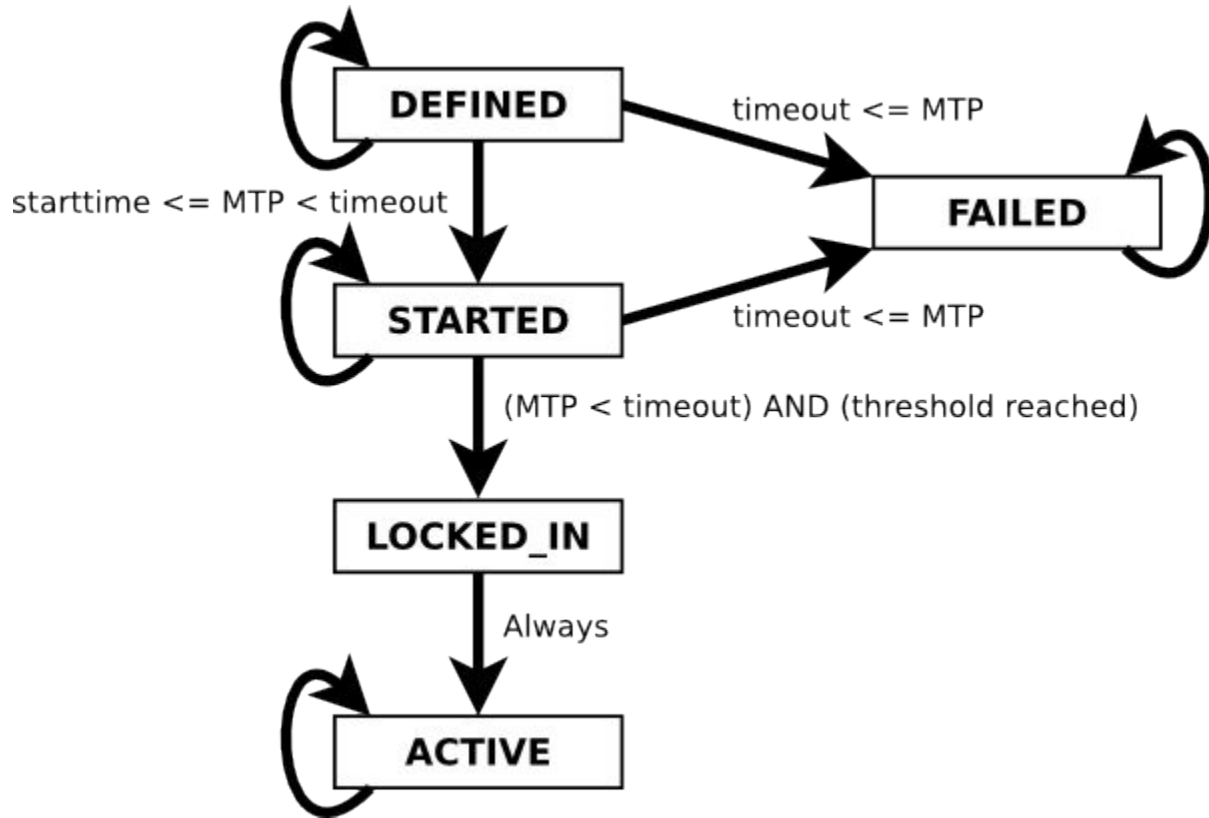 DEFINED
timeout <= MTP
starttime <= MTP < timeout
FAILED
STARTED
timeout <= MTP
(MTP < timeout) AND (threshold reached)
LOCKED_IN
Always
ACTIVE